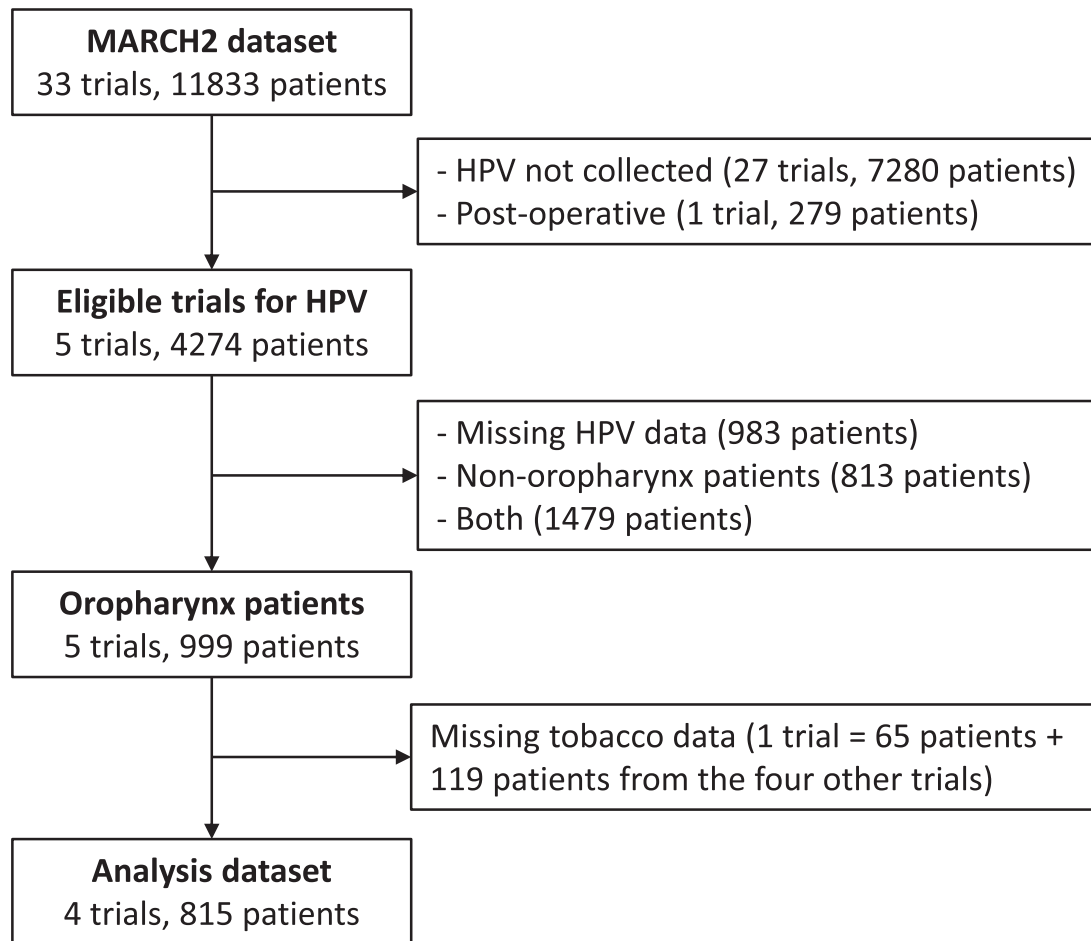 MARCH2 dataset
33 trials, 11833 patients
- HPV not collected (27 trials, 7280 patients)
- Post-operative (1 trial, 279 patients)
Eligible trials for HPV
5 trials, 4274 patients
- Missing HPV data (983 patients)
- Non-oropharynx patients (813 patients)
- Both (1479 patients)
Oropharynx patients
5 trials, 999 patients
Missing tobacco data (1 trial = 65 patients +
119 patients from the four other trials)
Analysis dataset
4 trials, 815 patients